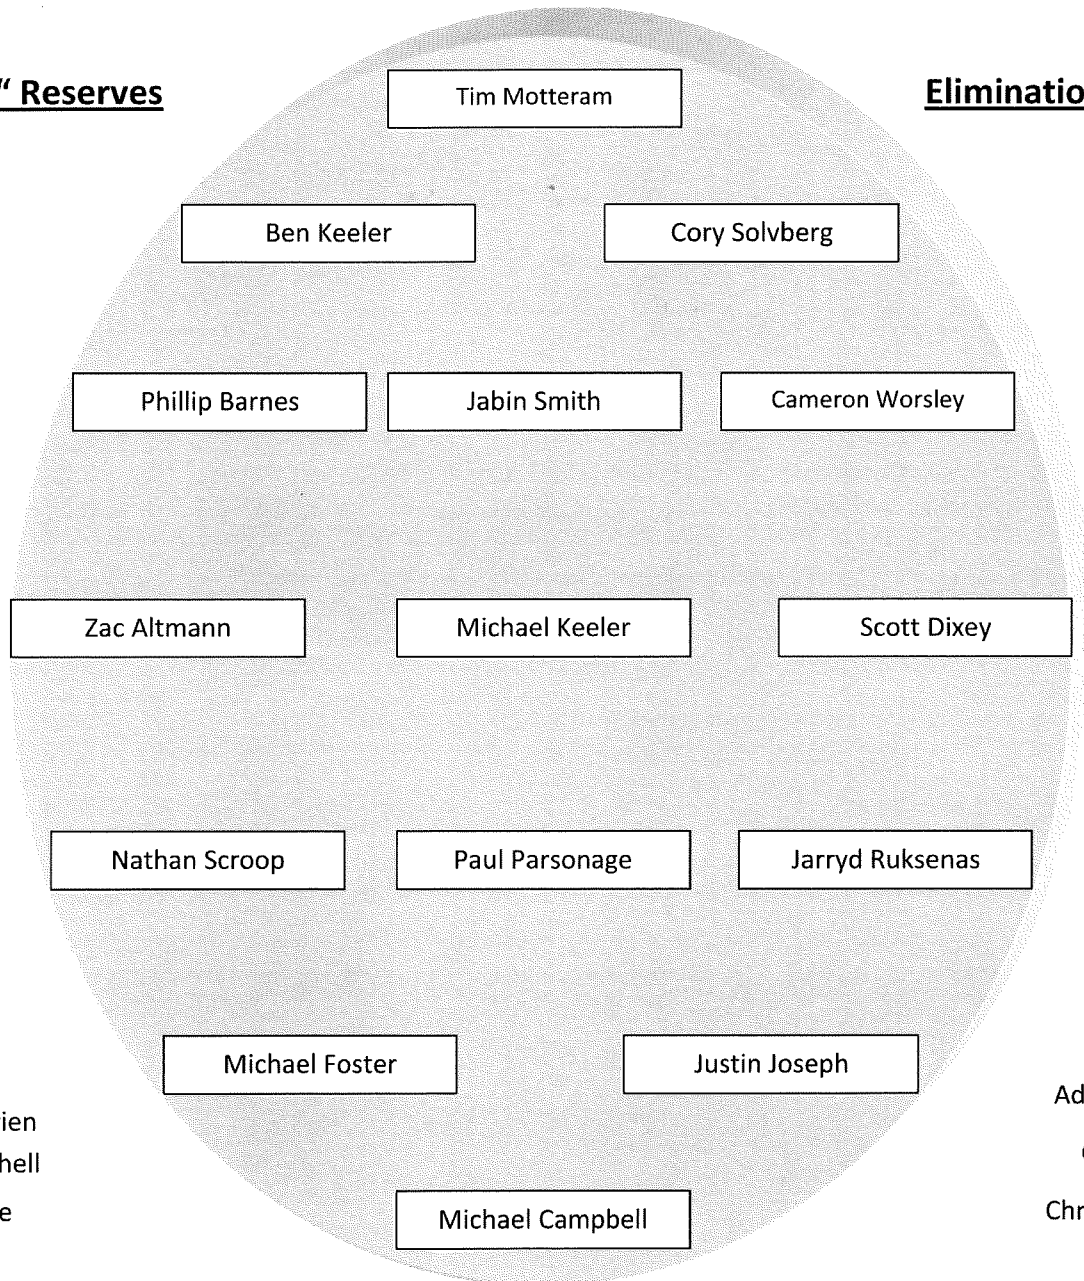 “ Reserves
Eliminatio
Tim Motteram
Ben Keeler
Cory Solvberg
Phillip Barnes
Jabin Smith
Cameron Worsley
Zac Altmann
Michael Keeler
Scott Dixey
Nathan Scroop
Paul Parsonage
Jarryd Ruksenas
Michael Foster
Justin Joseph
Ad
ien
hell
e
Chr
Michael Campbell